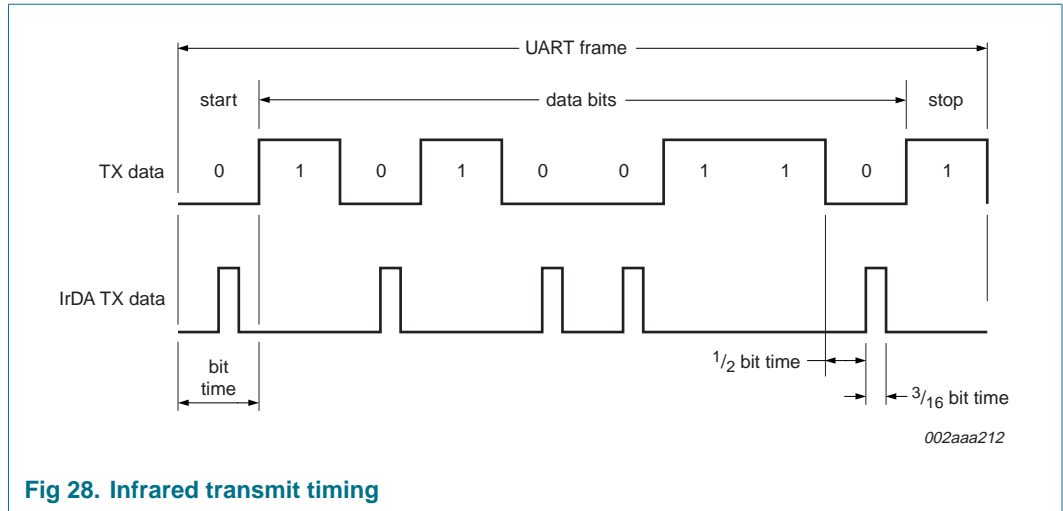 UART frame
start data bits stop
TX data 0 1 0 1 0 0 1 1 0 1
IrDA TX data
bit
time
1/2 bit time
3/16 bit time
002aaa212
Fig 28. Infrared transmit timing